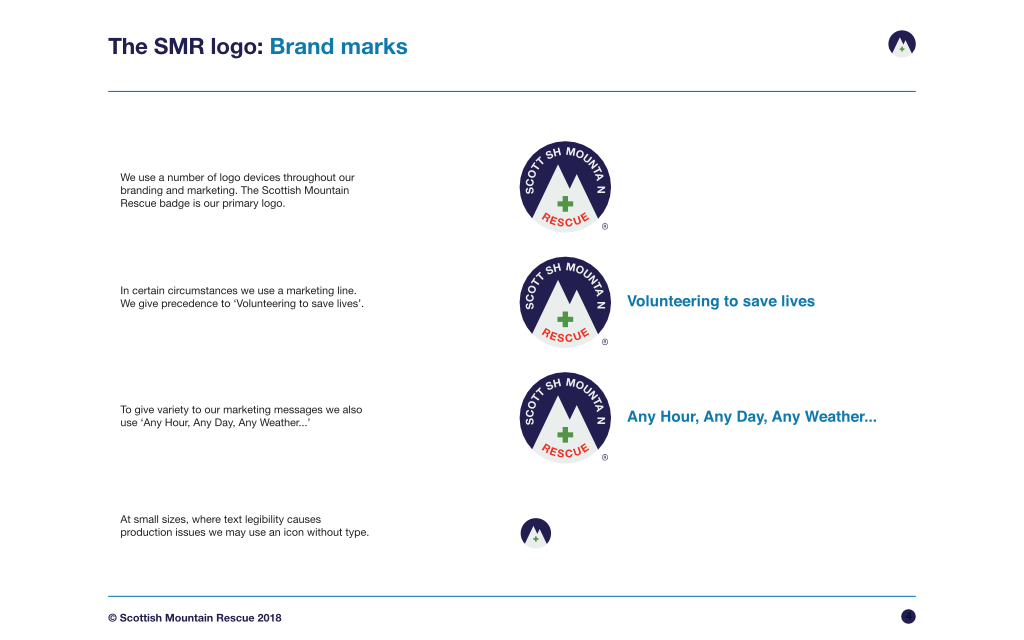 The SMR logo: Brand marks
We use a number of logo devices throughout our
branding and marketing. The Scottish Mountain
Rescue badge is our primary logo.
SCOTT SH MOUNTA N
RESCUE
®
In certain circumstances we use a marketing line.
We give precedence to ‘Volunteering to save lives’.
SCOTT SH MOUNTA N
RESCUE
®
Volunteering to save lives
To give variety to our marketing messages we also
use ‘Any Hour, Any Day, Any Weather...’
SCOTT SH MOUNTA N
RESCUE
®
Any Hour, Any Day, Any Weather...
At small sizes, where text legibility causes
production issues we may use an icon without type.
© Scottish Mountain Rescue 2018